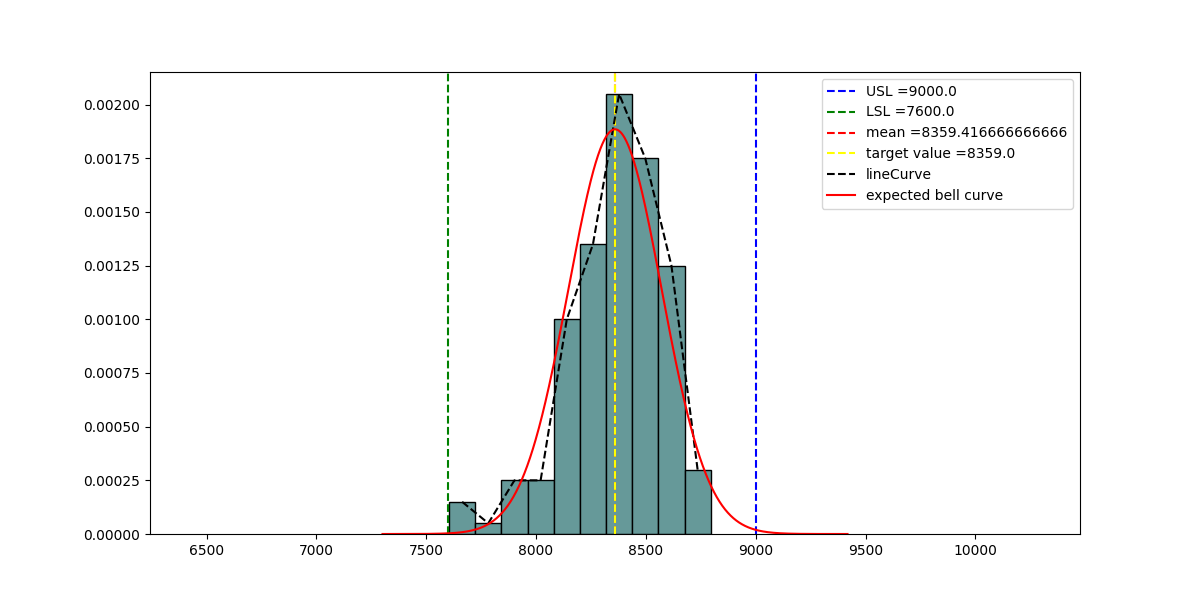 USL =9000.0
LSL =7600.0
mean =8359.416666666666
target value =8359.0
lineCurve
expected bell curve
0.00200
0.00175
0.00150
0.00125
0.00100
0.00075
0.00050
0.00025
0.00000
6500 7000 7500 8000 8500 9000 9500 10000